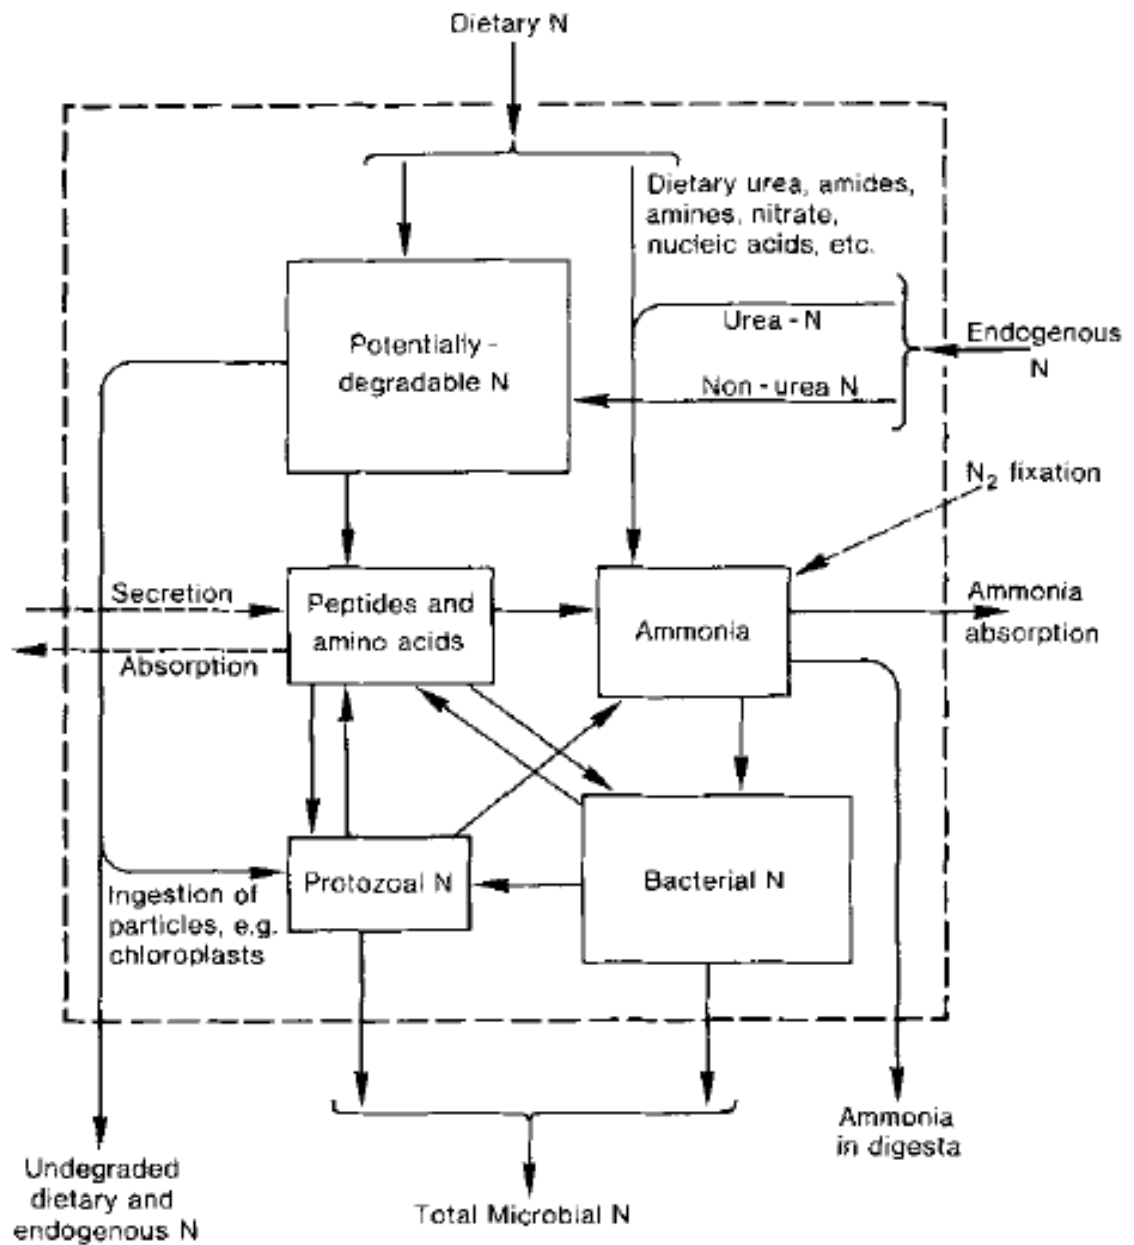 Dietary N
Dietary urea, amides,
amines, nitrate,
nucleic acids, etc.
Urea - N
Endogenous
N
Potentially -
degradable N
Non - urea N
N2 fixation
Secretion
Peptides and
amino acids
Ammonia
Ammonia
absorption
Absorption
Protozoal N
Bacterial N
Ingestion of
particles, e.g.
chloroplasts
Ammonia
in digesta
Undegraded
dietary and
endogenous N
Total Microbial N